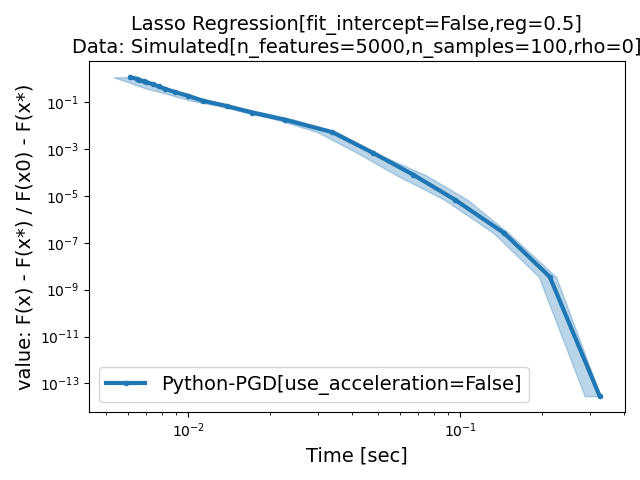 Lasso Regression[fit_intercept=False,reg=0.5]
Data: Simulated[n_features=5000,n_samples=100,rho=0]
value: F(x) - F(x*) / F(x0) - F(x*)
10⁻¹
10⁻³
10⁻⁵
10⁻⁷
10⁻⁹
10⁻¹¹
10⁻¹³
Python-PGD[use_acceleration=False]
10⁻² 10⁻¹
Time [sec]